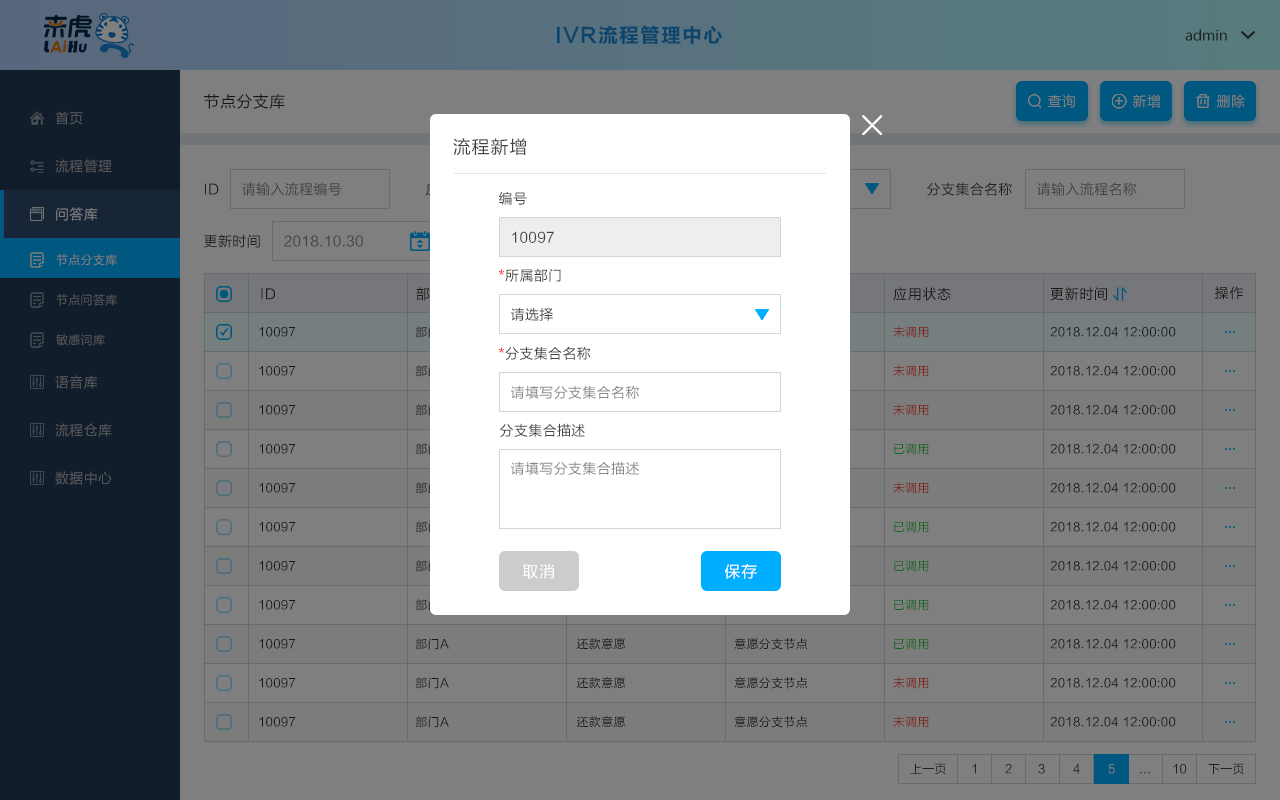 来虎
LAiHu
IVR流程管理中心
admin
首页
流程管理
问答库
节点分支库
节点问答库
敏感词库
语音库
流程仓库
数据中心
节点分支库
查询
新增
删除
ID
请输入流程编号
分支集合名称
请输入流程名称
更新时间
2018.10.30
ID
应用状态
更新时间
操作
10097
未调用
2018.12.04 12:00:00
...
10097
未调用
2018.12.04 12:00:00
...
10097
未调用
2018.12.04 12:00:00
...
10097
已调用
2018.12.04 12:00:00
...
10097
未调用
2018.12.04 12:00:00
...
10097
已调用
2018.12.04 12:00:00
...
10097
已调用
2018.12.04 12:00:00
...
10097
已调用
2018.12.04 12:00:00
...
10097
部门A
还款意愿
意愿分支节点
已调用
2018.12.04 12:00:00
...
10097
部门A
还款意愿
意愿分支节点
未调用
2018.12.04 12:00:00
...
10097
部门A
还款意愿
意愿分支节点
未调用
2018.12.04 12:00:00
...
上一页
1
2
3
4
5
...
10
下一页
流程新增
编号
10097
*所属部门
请选择
*分支集合名称
请填写分支集合名称
分支集合描述
请填写分支集合描述
取消
保存